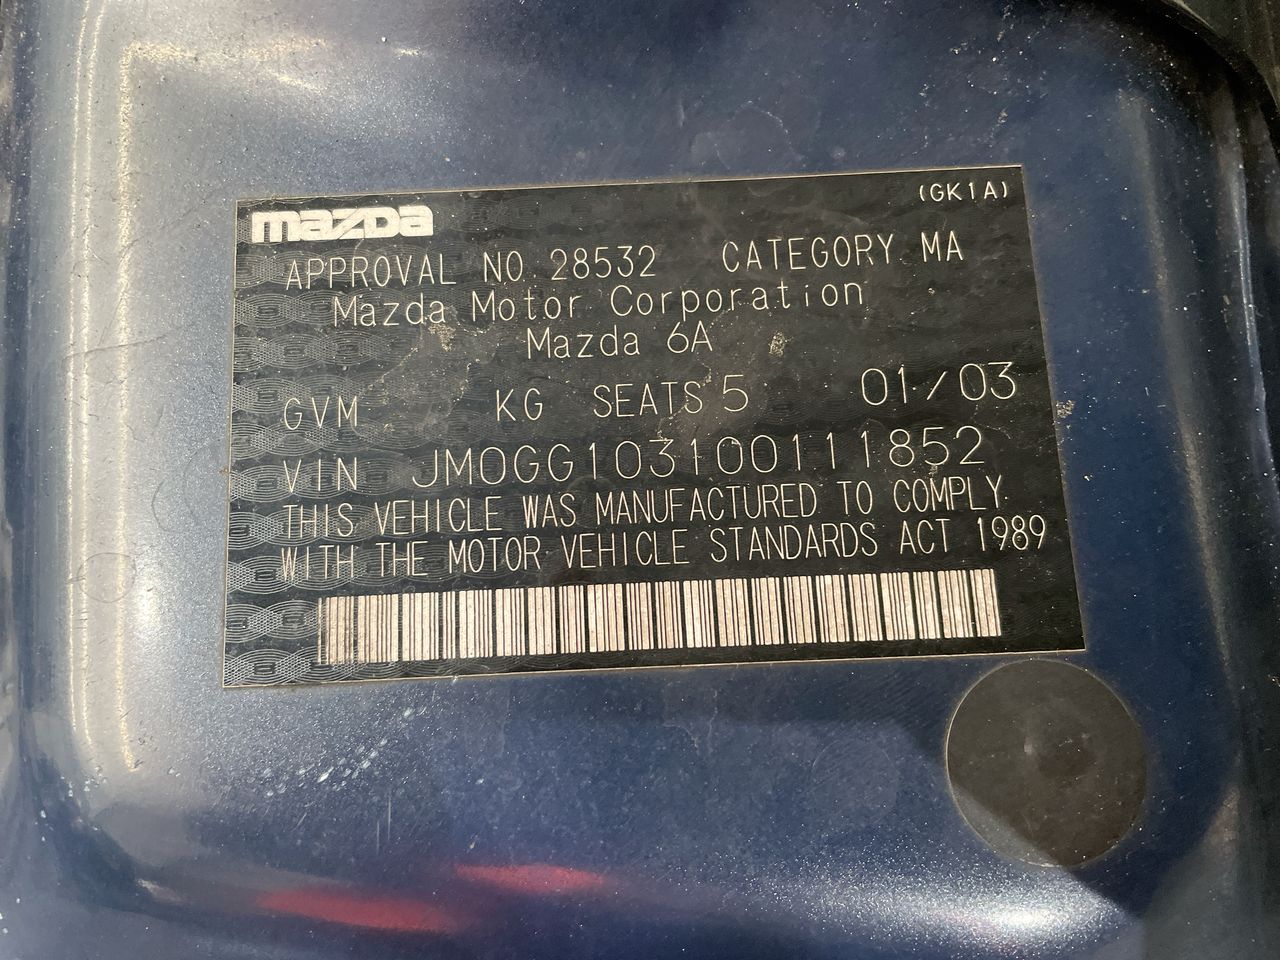 mazda
(GK1A)
APPROVAL NO. 28532 CATEGORY MA
Mazda Motor Corporation
Mazda 6A
GVM KG SEATS 5 01/03
VIN JM0GG103100111852
THIS VEHICLE WAS MANUFACTURED TO COMPLY
WITH THE MOTOR VEHICLE STANDARDS ACT 1989